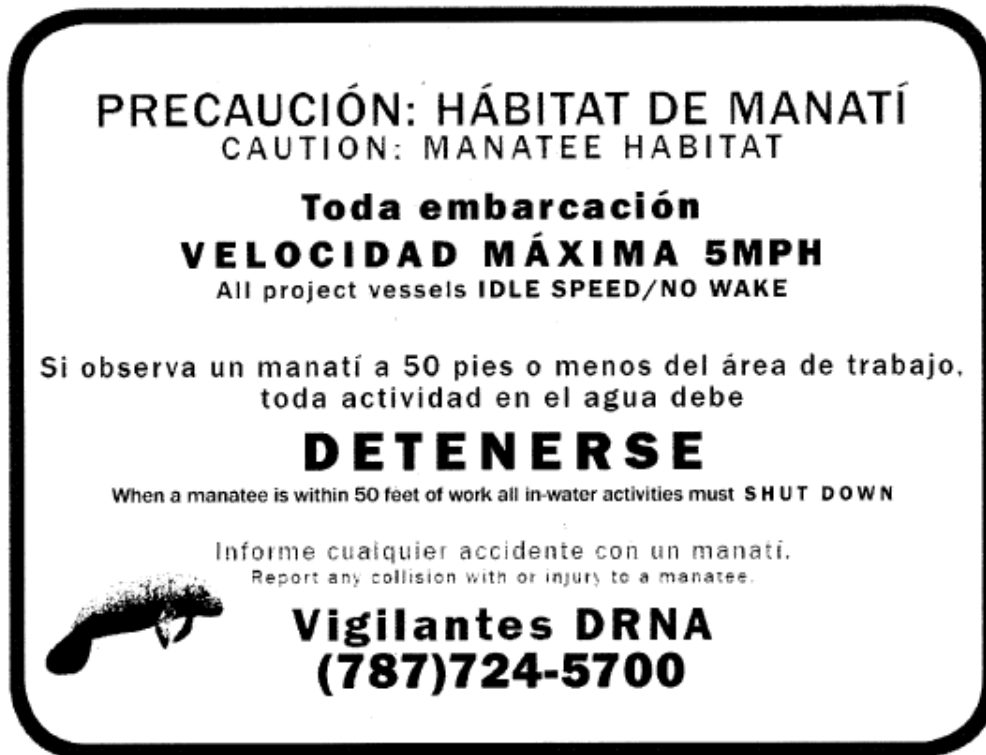 PRECAUCIÓN: HÁBITAT DE MANATÍ
CAUTION: MANATEE HABITAT
Toda embarcación
VELOCIDAD MÁXIMA 5MPH
All project vessels IDLE SPEED/NO WAKE
Si observa un manatí a 50 pies o menos del área de trabajo,
toda actividad en el agua debe
DETENERSE
When a manatee is within 50 feet of work all in-water activities must SHUT DOWN
Informe cualquier accidente con un manatí.
Report any collision with or injury to a manatee.
Vigilantes DRNA
(787)724-5700